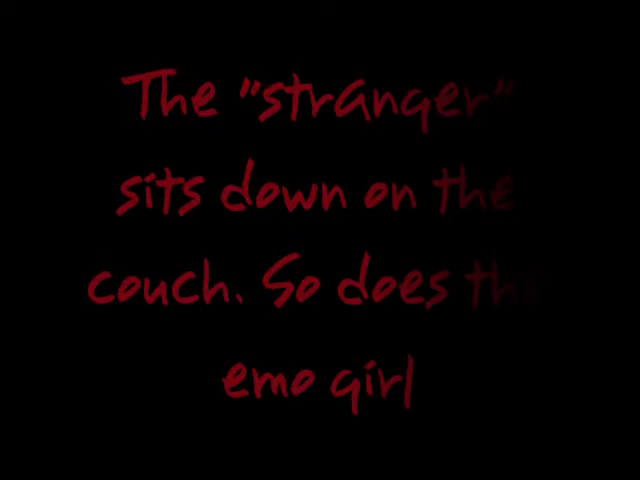 The "stranger"
sits down on the
couch. So does the
emo girl